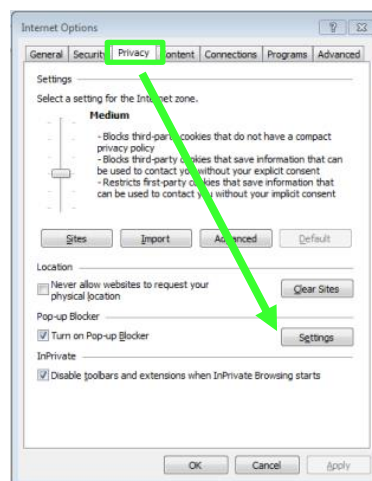 Internet Options
General Security Privacy Content Connections Programs Advanced
Settings
Select a setting for the Internet zone.
Medium
- Blocks third-party cookies that do not have a compact
privacy policy
- Blocks third-party cookies that save information that can
be used to contact you without your explicit consent
- Restricts first-party cookies that save information that
can be used to contact you without your implicit consent
Sites Import Advanced Default
Location
Never allow websites to request your
physical location
Clear Sites
Pop-up Blocker
Turn on Pop-up Blocker
Settings
InPrivate
Disable toolbars and extensions when InPrivate Browsing starts
OK Cancel Apply